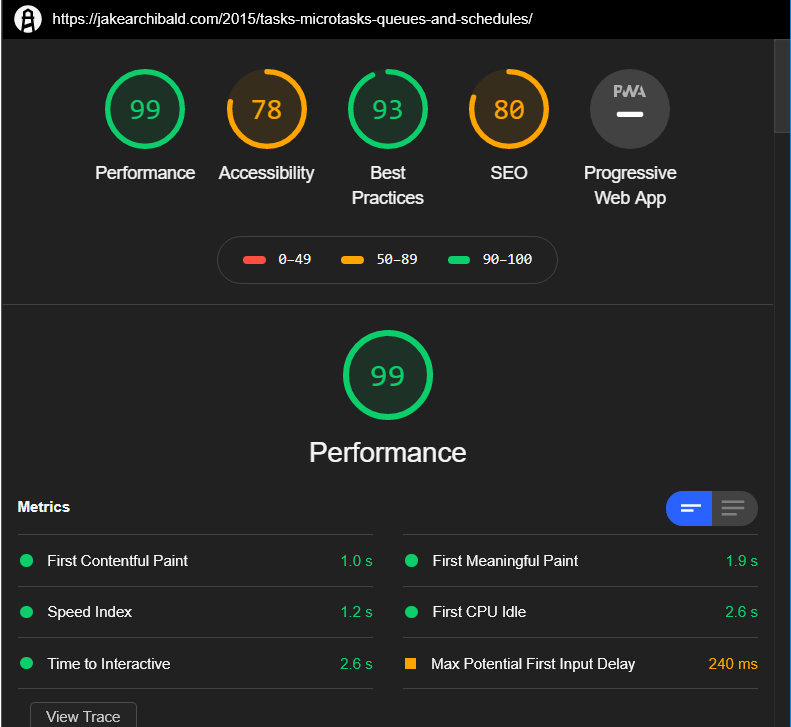 https://jakearchibald.com/2015/tasks-microtasks-queues-and-schedules/
99 78 93 80 PWA
Performance Accessibility Best Practices SEO Progressive Web App
0–49 50–89 90–100
99
Performance
Metrics
First Contentful Paint 1.0 s
First Meaningful Paint 1.9 s
Speed Index 1.2 s
First CPU Idle 2.6 s
Time to Interactive 2.6 s
Max Potential First Input Delay 240 ms
View Trace